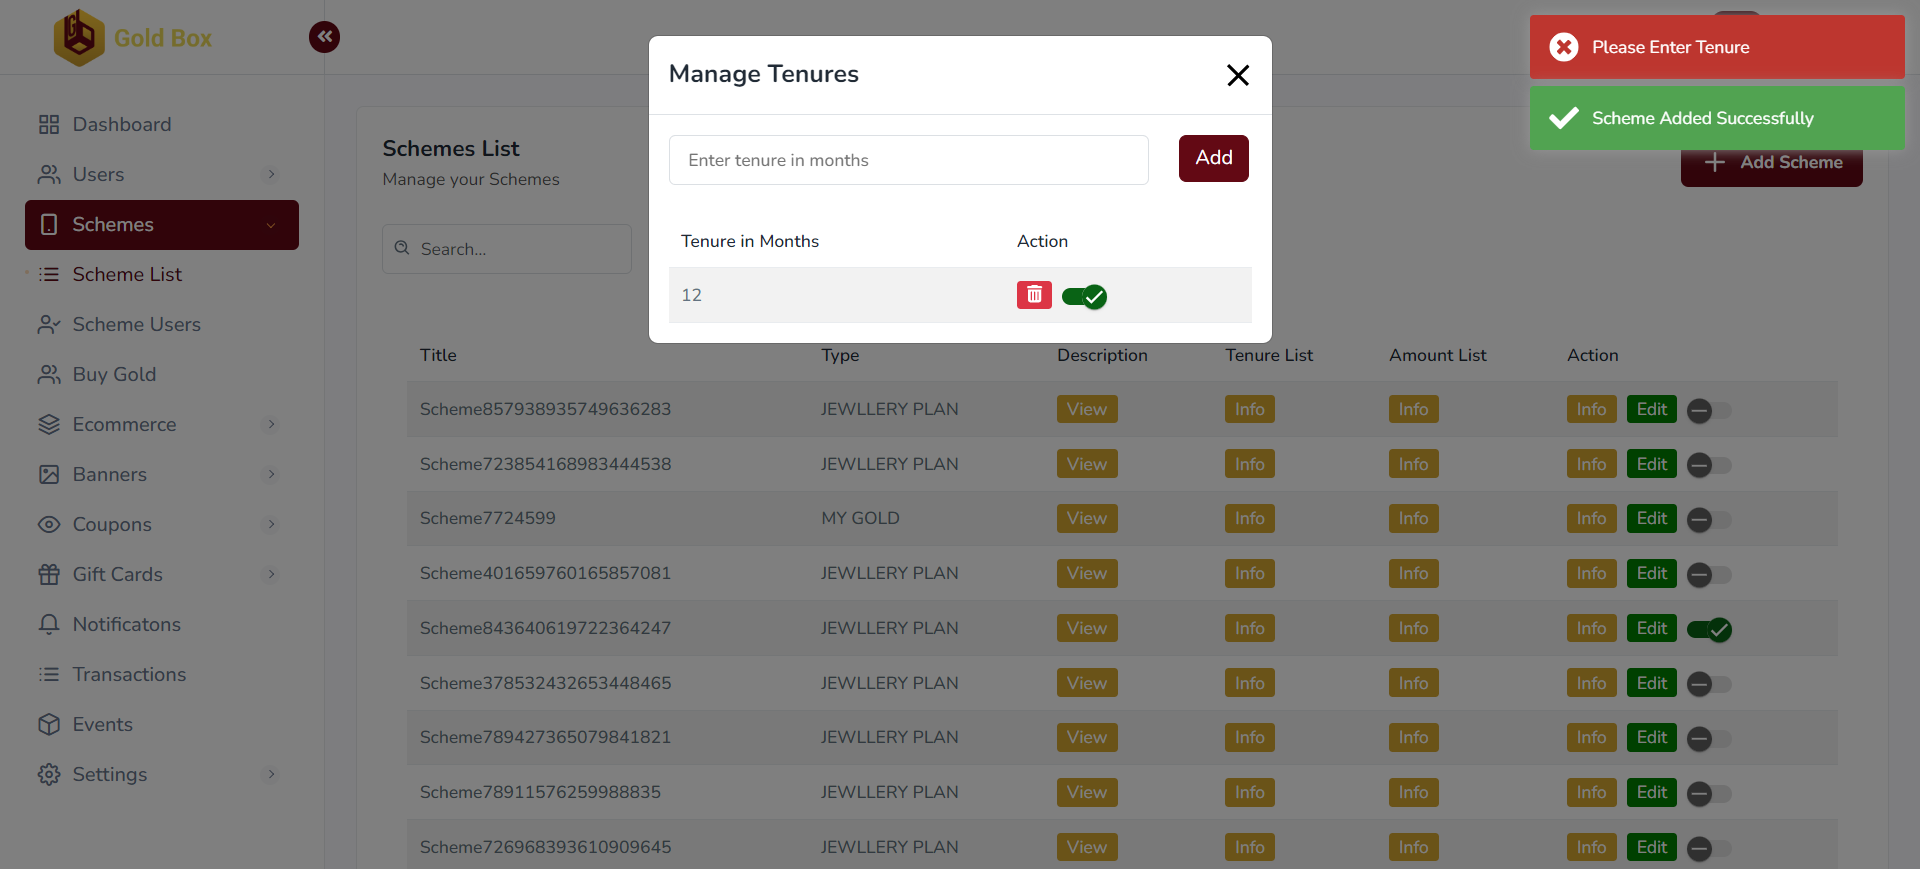 Gold Box
Dashboard
Users
Schemes
Scheme List
Scheme Users
Buy Gold
Ecommerce
Banners
Coupons
Gift Cards
Notificatons
Transactions
Events
Settings
Please Enter Tenure
Scheme Added Successfully
Add Scheme
Manage Tenures
Enter tenure in months
Add
Tenure in Months Action
12
Schemes List
Manage your Schemes
Search...
Title Type Description Tenure List Amount List Action
Scheme857938935749636283 JEWLLERY PLAN View Info Info Info Edit
Scheme723854168983444538 JEWLLERY PLAN View Info Info Info Edit
Scheme7724599 MY GOLD View Info Info Info Edit
Scheme401659760165857081 JEWLLERY PLAN View Info Info Info Edit
Scheme843640619722364247 JEWLLERY PLAN View Info Info Info Edit
Scheme378532432653448465 JEWLLERY PLAN View Info Info Info Edit
Scheme789427365079841821 JEWLLERY PLAN View Info Info Info Edit
Scheme78911576259988835 JEWLLERY PLAN View Info Info Info Edit
Scheme726968393610909645 JEWLLERY PLAN View Info Info Info Edit